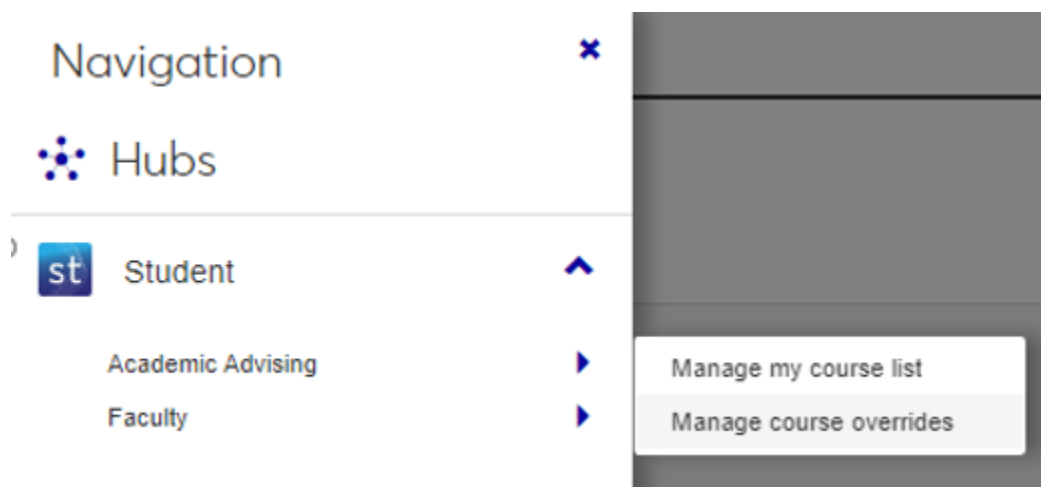 Navigation
Hubs
st Student
Academic Advising
Manage my course list
Faculty
Manage course overrides